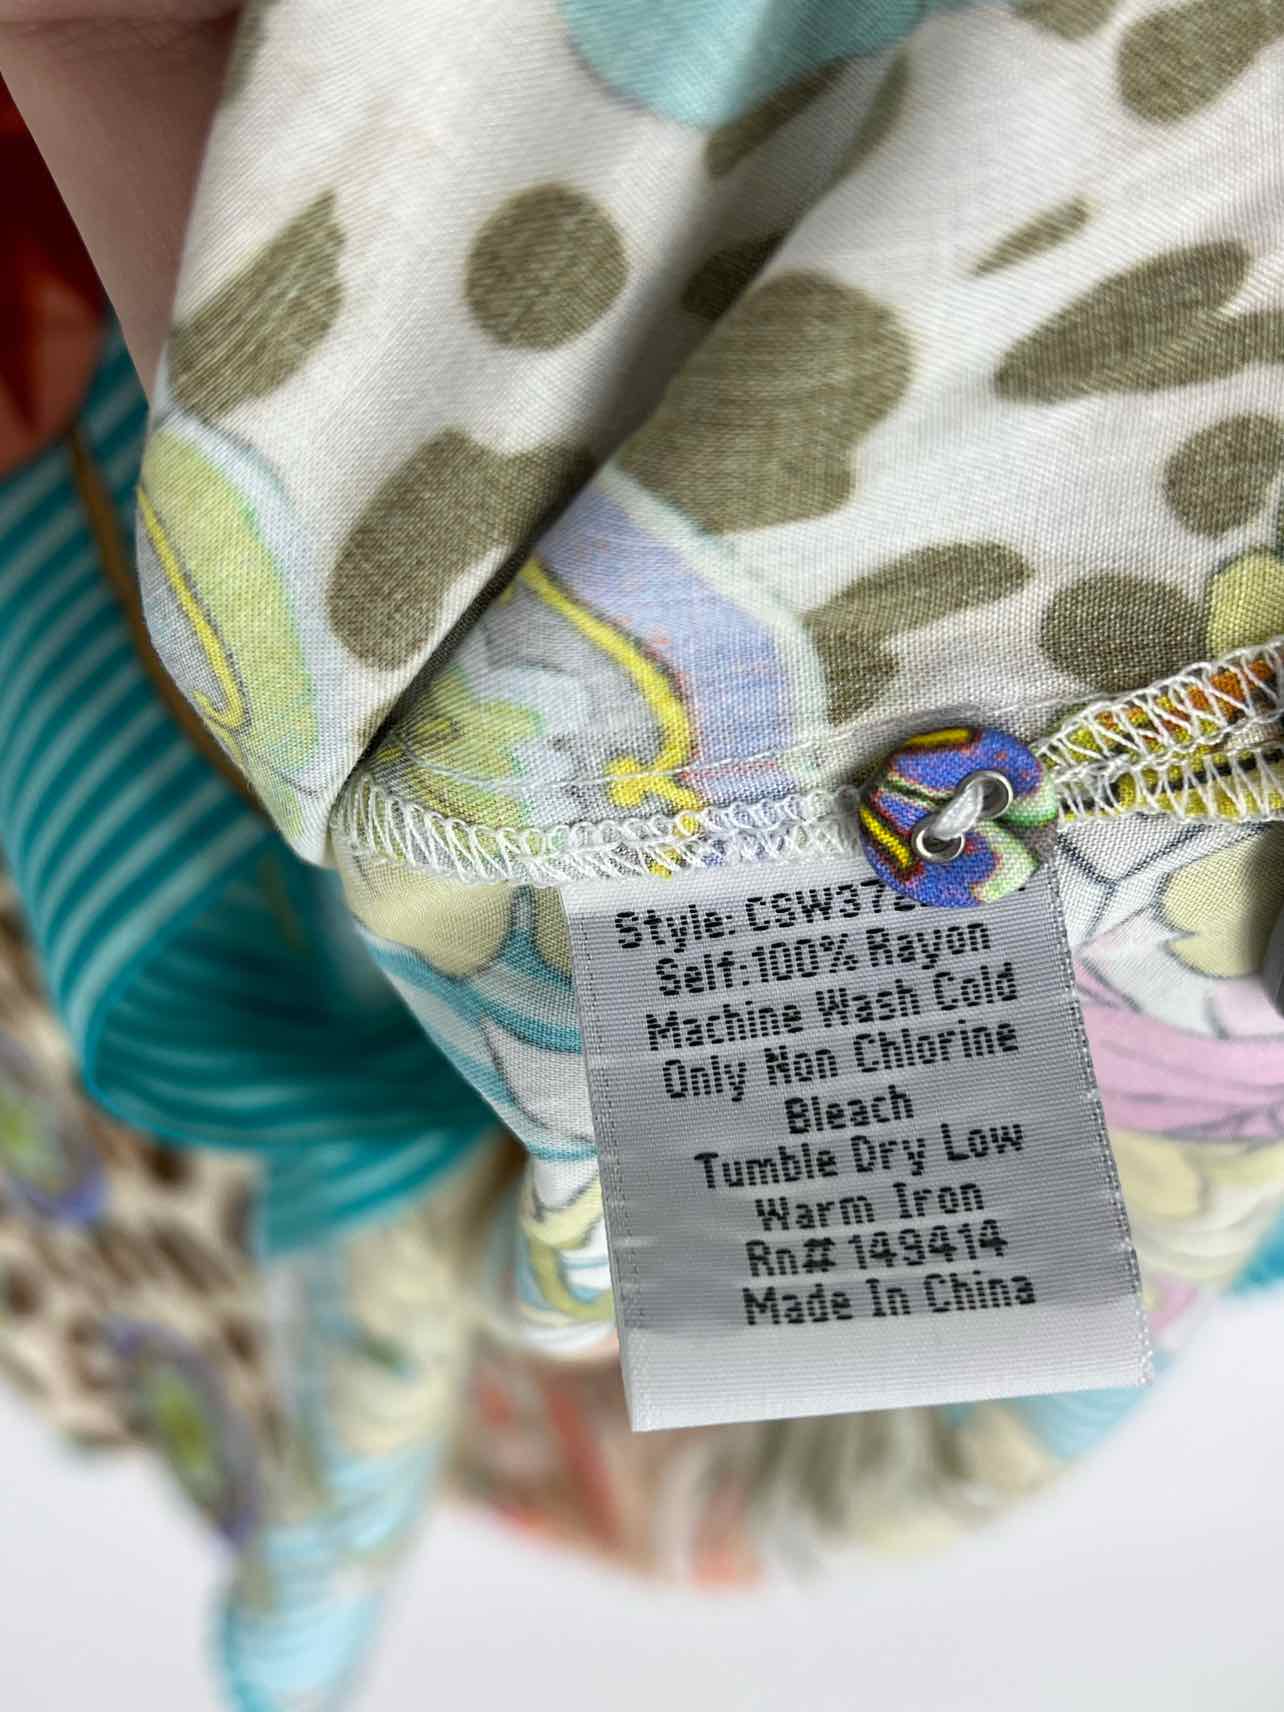 Style:
Self:100% Rayon
Machine Wash Cold
Only Non Chlorine
Bleach
Tumble Dry Low
Warm Iron
Rn# 149414
Made In China